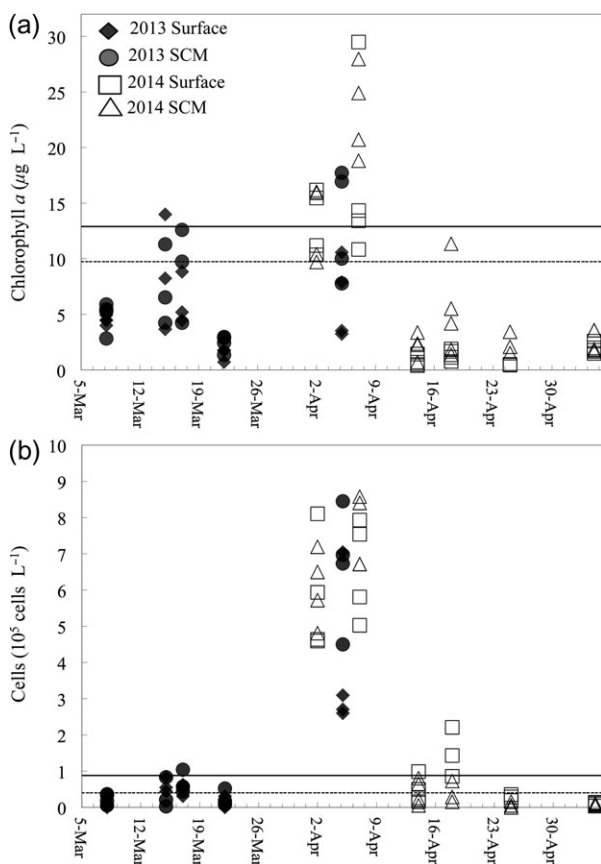 (a)
2013 Surface
2013 SCM
2014 Surface
2014 SCM
Chlorophyll a (μg L⁻¹)
30
25
20
15
10
5
0
5-Mar
12-Mar
19-Mar
26-Mar
2-Apr
9-Apr
16-Apr
23-Apr
30-Apr
(b)
Cells (10⁵ cells L⁻¹)
10
9
8
7
6
5
4
3
2
1
0
5-Mar
12-Mar
19-Mar
26-Mar
2-Apr
9-Apr
16-Apr
23-Apr
30-Apr